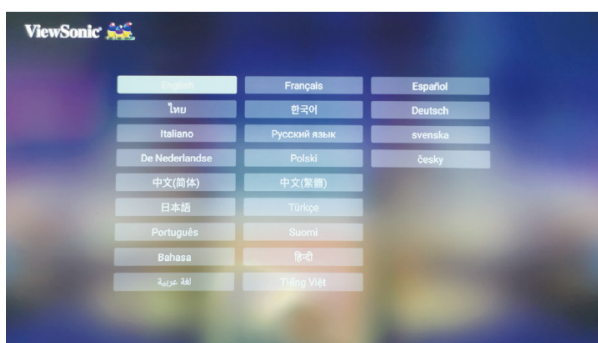 ViewSonic
English Français Español
ไทย 한국어 Deutsch
Italiano Русский язык svenska
De Nederlandse Polski česky
中文(简体) 中文(繁體)
日本語 Türkçe
Português Suomi
Bahasa हिन्दी
لغة عربية Tiếng Việt